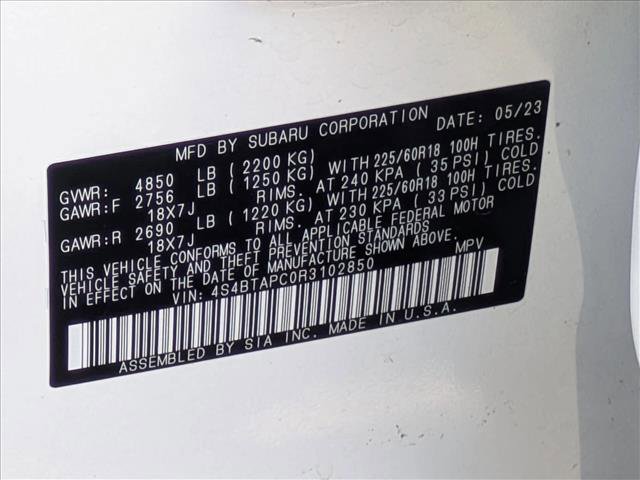 MFD BY SUBARU CORPORATION DATE: 05/23
GVWR: 4850 LB (2200 KG)
GAWR:F 2756 LB (1250 KG) WITH 225/60R18 100H TIRES.
18X7J RIMS. AT 240 KPA (35 PSI) COLD
GAWR:R 2690 LB (1220 KG) WITH 225/60R18 100H TIRES.
18X7J RIMS. AT 230 KPA (33 PSI) COLD
THIS VEHICLE CONFORMS TO ALL APPLICABLE FEDERAL MOTOR
VEHICLE SAFETY AND THEFT PREVENTION STANDARDS
IN EFFECT ON THE DATE OF MANUFACTURE SHOWN ABOVE.
VIN: 4S4BTAPC0R3102850 MPV
ASSEMBLED BY SIA INC. MADE IN U.S.A.